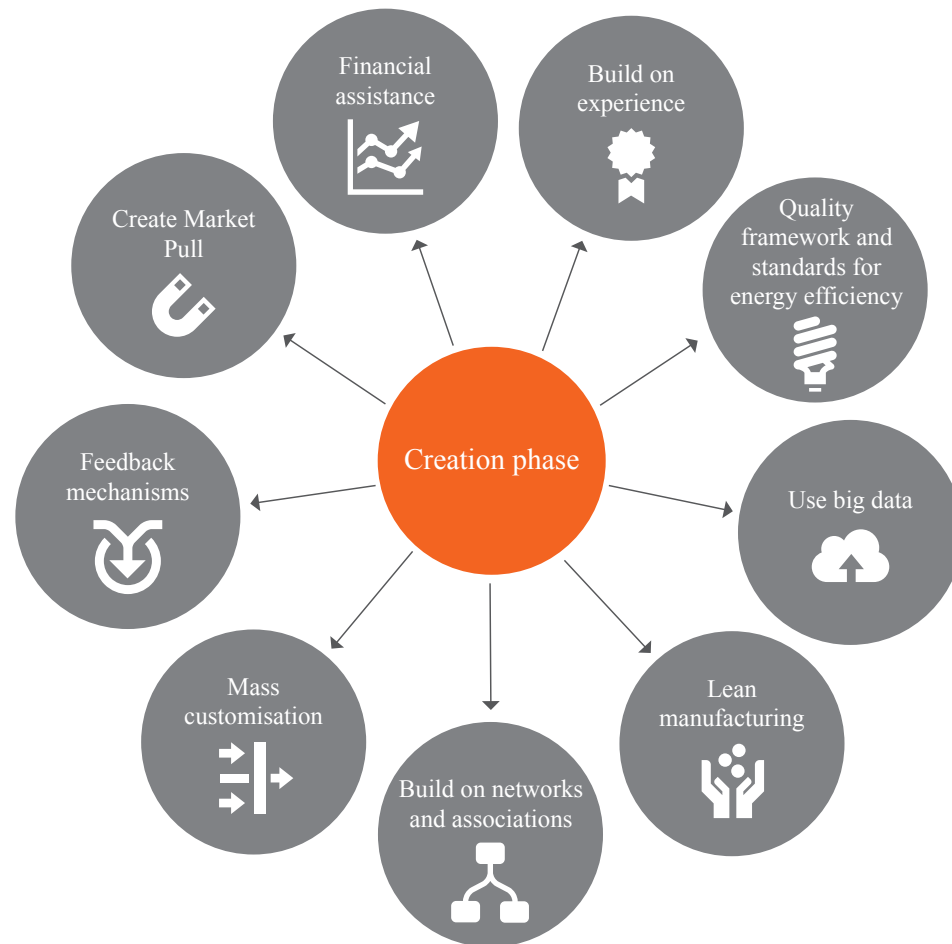 Financial
assistance
Build on
experience
Create Market
Pull
Quality
framework and
standards for
energy efficiency
Creation phase
Feedback
mechanisms
Use big data
Mass
customisation
Lean
manufacturing
Build on networks
and associations